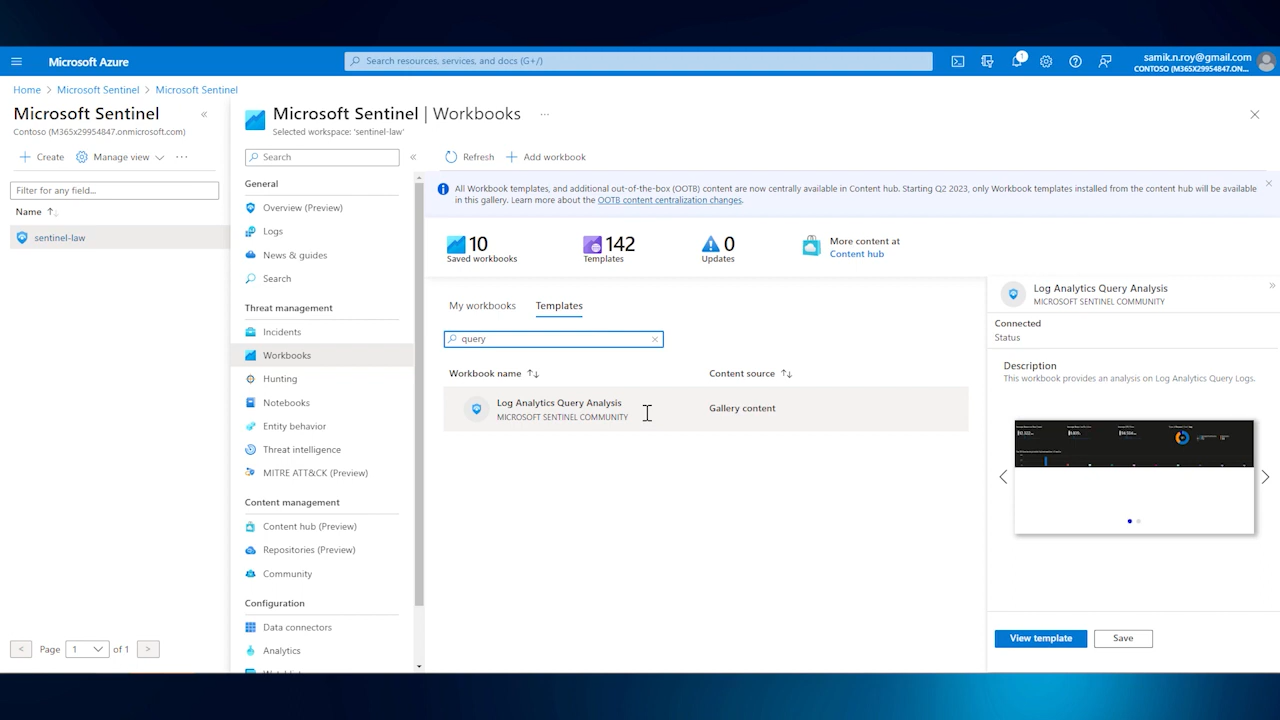 Microsoft Azure
Search resources, services, and docs (G+/)
1
samik.n.roy@gmail.com
CONTOSO (M365X29954847.ON...
Home > Microsoft Sentinel > Microsoft Sentinel
Microsoft Sentinel
Contoso (M365x29954847.onmicrosoft.com)
Create
Manage view
Filter for any field...
Name
sentinel-law
Page 1 of 1
Microsoft Sentinel | Workbooks
Selected workspace: 'sentinel-law'
Search
General
Overview (Preview)
Logs
News & guides
Search
Threat management
Incidents
Workbooks
Hunting
Notebooks
Entity behavior
Threat intelligence
MITRE ATT&CK (Preview)
Content management
Content hub (Preview)
Repositories (Preview)
Community
Configuration
Data connectors
Analytics
Refresh
Add workbook
All Workbook templates, and additional out-of-the-box (OOTB) content are now centrally available in Content hub. Starting Q2 2023, only Workbook templates installed from the content hub will be available
in this gallery. Learn more about the OOTB content centralization changes.
10
Saved workbooks
142
Templates
0
Updates
More content at
Content hub
My workbooks
Templates
query
Workbook name
Content source
Log Analytics Query Analysis
MICROSOFT SENTINEL COMMUNITY
Gallery content
Log Analytics Query Analysis
MICROSOFT SENTINEL COMMUNITY
Connected
Status
Description
This workbook provides an analysis on Log Analytics Query Logs.
View template
Save